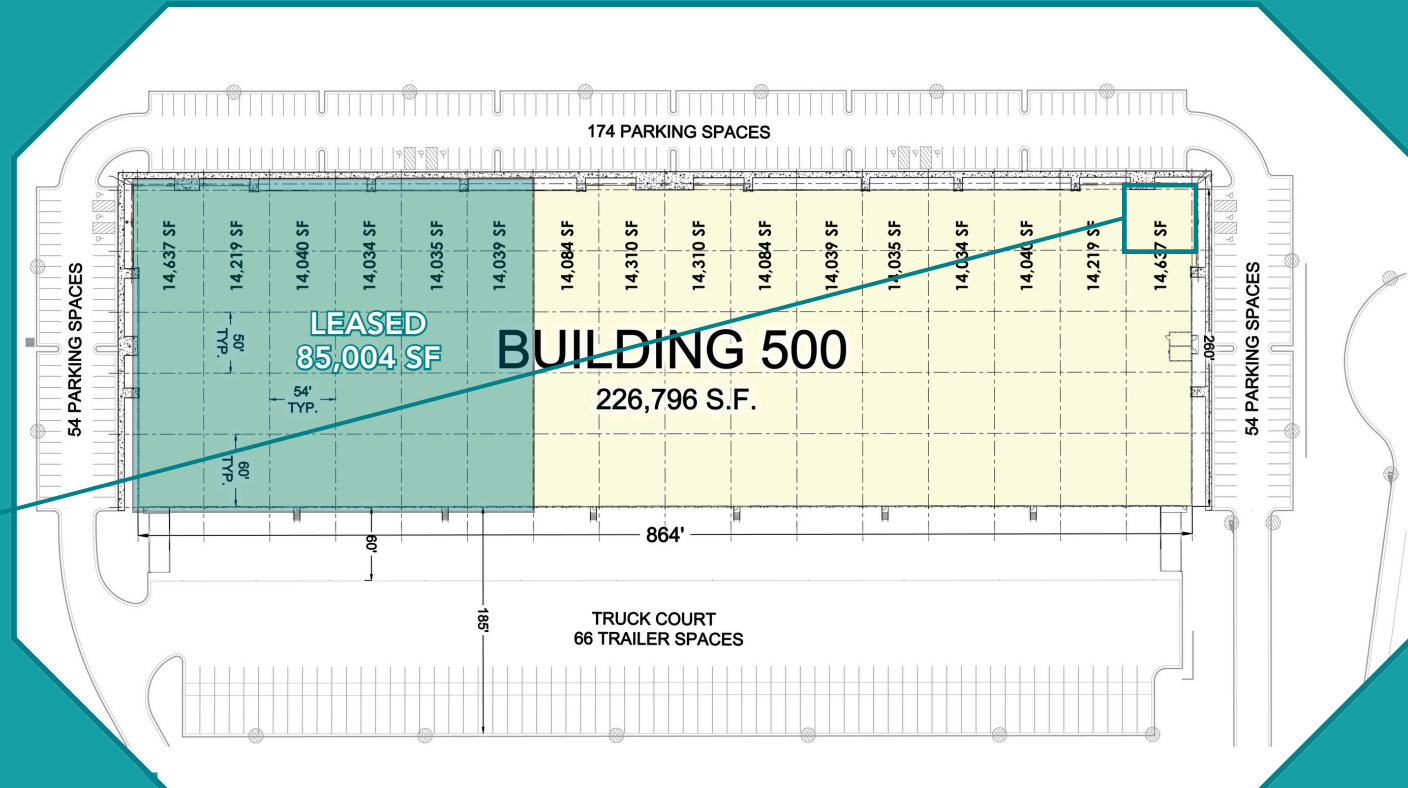 174 PARKING SPACES
54 PARKING SPACES
14,637 SF
14,219 SF
14,040 SF
14,034 SF
14,035 SF
14,039 SF
14,084 SF
14,310 SF
14,310 SF
14,084 SF
14,039 SF
14,035 SF
14,034 SF
14,040 SF
14,219 SF
14,637 SF
54 PARKING SPACES
50'
TYP.
LEASED
85,004 SF
BUILDING 500
226,796 S.F.
260'
54'
TYP.
60'
TYP.
864'
60'
185'
TRUCK COURT
66 TRAILER SPACES